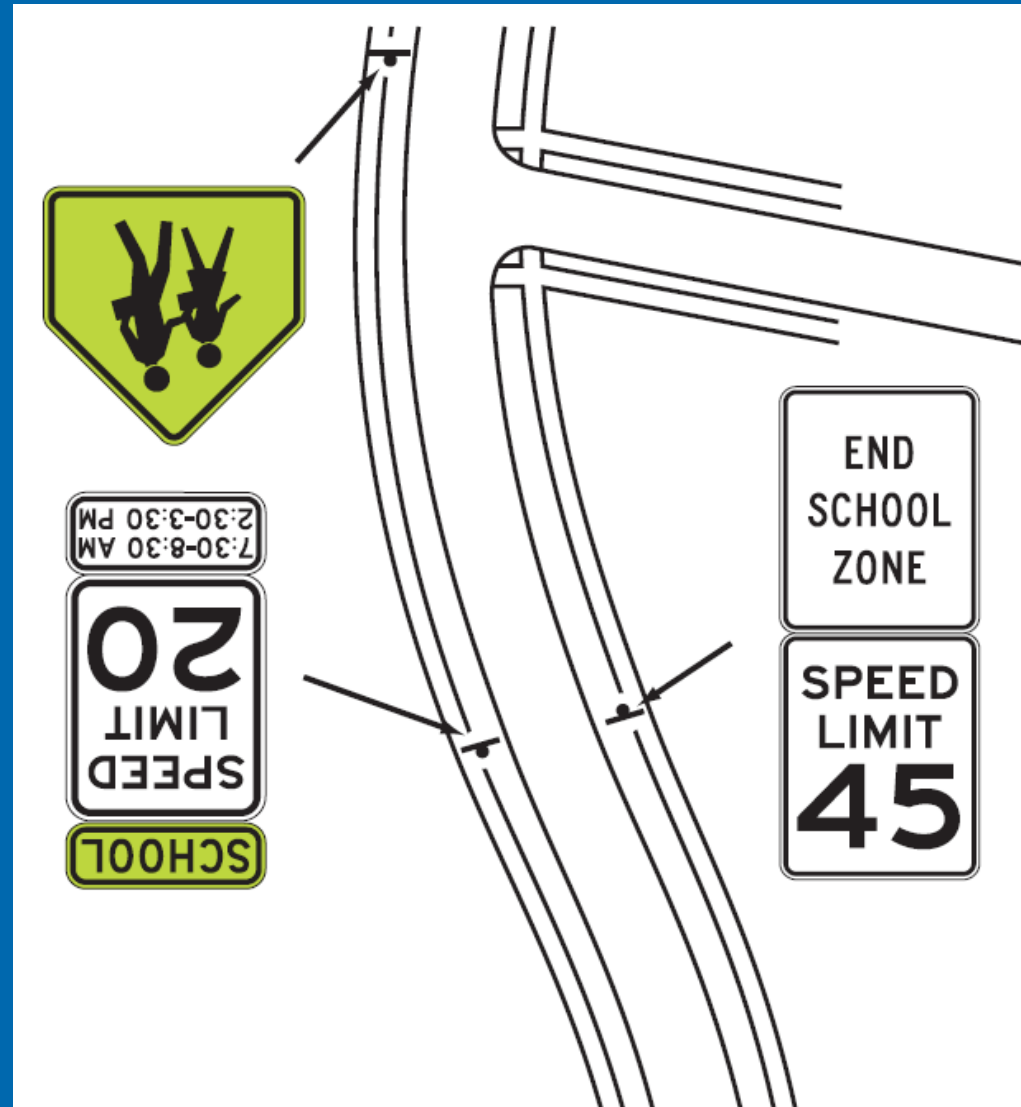 SCHOOL
SPEED
LIMIT
20
7:30-8:30 AM
2:30-3:30 PM
END
SCHOOL
ZONE
SPEED
LIMIT
45